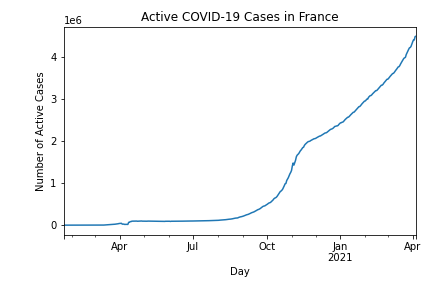 Active COVID-19 Cases in France
1e6
4
3
2
1
0
Number of Active Cases
Apr
Jul
Oct
Jan
2021
Apr
Day